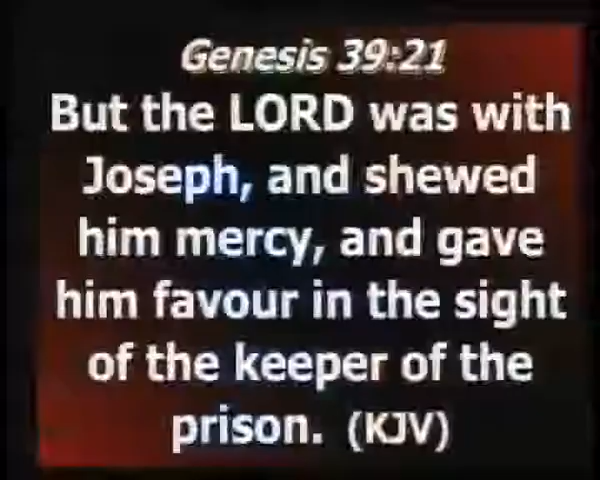 Genesis 39:21
But the LORD was with
Joseph, and shewed
him mercy, and gave
him favour in the sight
of the keeper of the
prison. (KJV)